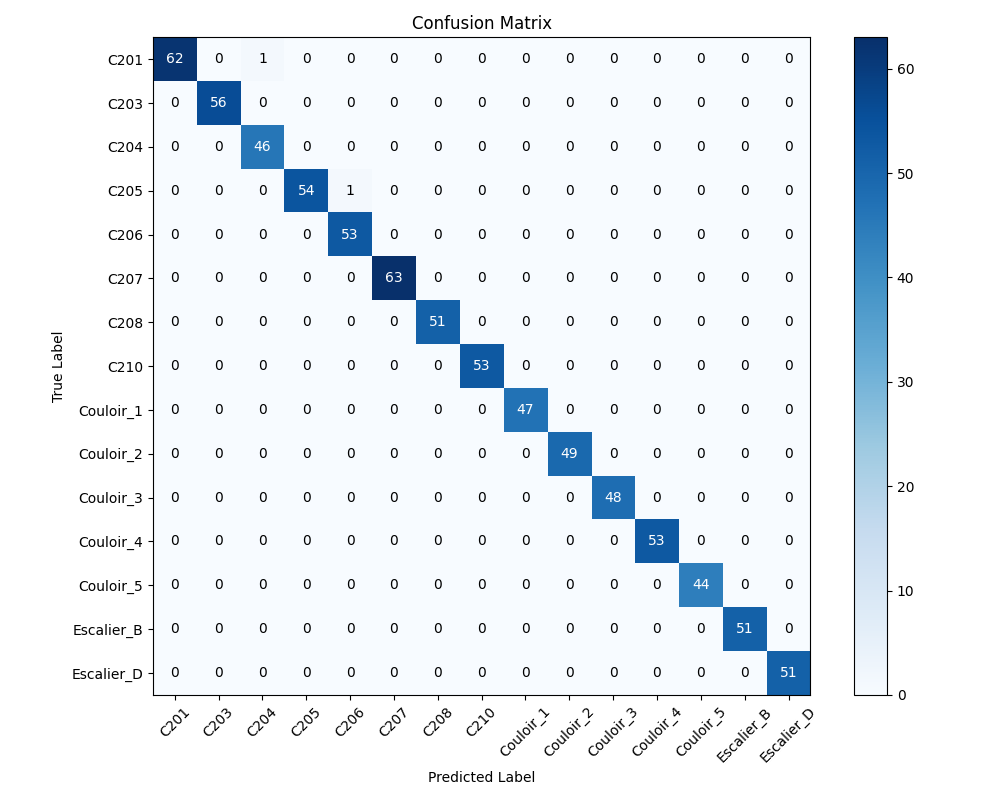 Confusion Matrix
C201 62 0 1 0 0 0 0 0 0 0 0 0 0 0 0
C203 0 56 0 0 0 0 0 0 0 0 0 0 0 0 0
C204 0 0 46 0 0 0 0 0 0 0 0 0 0 0 0
C205 0 0 0 54 1 0 0 0 0 0 0 0 0 0 0
C206 0 0 0 0 53 0 0 0 0 0 0 0 0 0 0
C207 0 0 0 0 0 63 0 0 0 0 0 0 0 0 0
C208 0 0 0 0 0 0 51 0 0 0 0 0 0 0 0
C210 0 0 0 0 0 0 0 53 0 0 0 0 0 0 0
Couloir_1 0 0 0 0 0 0 0 0 47 0 0 0 0 0 0
Couloir_2 0 0 0 0 0 0 0 0 0 49 0 0 0 0 0
Couloir_3 0 0 0 0 0 0 0 0 0 0 48 0 0 0 0
Couloir_4 0 0 0 0 0 0 0 0 0 0 0 53 0 0 0
Couloir_5 0 0 0 0 0 0 0 0 0 0 0 0 44 0 0
Escalier_B 0 0 0 0 0 0 0 0 0 0 0 0 0 51 0
Escalier_D 0 0 0 0 0 0 0 0 0 0 0 0 0 0 51
C201 C203 C204 C205 C206 C207 C208 C210 Couloir_1 Couloir_2 Couloir_3 Couloir_4 Couloir_5 Escalier_B Escalier_D
Predicted Label
True Label
60
50
40
30
20
10
0